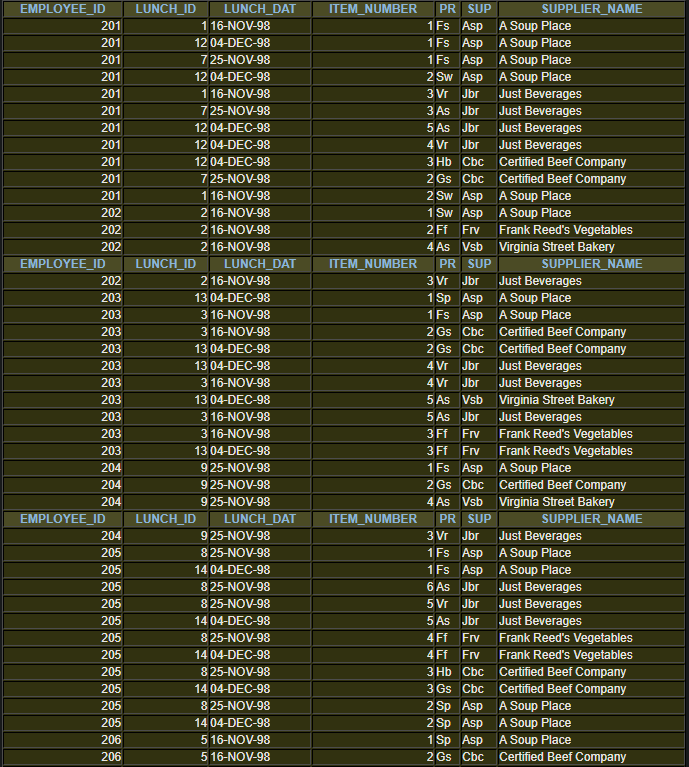 EMPLOYEE_ID LUNCH_ID LUNCH_DAT ITEM_NUMBER PR SUP SUPPLIER_NAME
201 1 16-NOV-98 1 Fs Asp A Soup Place
201 12 04-DEC-98 1 Fs Asp A Soup Place
201 7 25-NOV-98 1 Fs Asp A Soup Place
201 12 04-DEC-98 2 Sw Asp A Soup Place
201 1 16-NOV-98 3 Vr Jbr Just Beverages
201 7 25-NOV-98 3 As Jbr Just Beverages
201 12 04-DEC-98 5 As Jbr Just Beverages
201 12 04-DEC-98 4 Vr Jbr Just Beverages
201 12 04-DEC-98 3 Hb Cbc Certified Beef Company
201 7 25-NOV-98 2 Gs Cbc Certified Beef Company
201 1 16-NOV-98 2 Sw Asp A Soup Place
202 2 16-NOV-98 1 Sw Asp A Soup Place
202 2 16-NOV-98 2 Ff Frv Frank Reed's Vegetables
202 2 16-NOV-98 4 As Vsb Virginia Street Bakery
EMPLOYEE_ID LUNCH_ID LUNCH_DAT ITEM_NUMBER PR SUP SUPPLIER_NAME
202 2 16-NOV-98 3 Vr Jbr Just Beverages
203 13 04-DEC-98 1 Sp Asp A Soup Place
203 3 16-NOV-98 1 Fs Asp A Soup Place
203 3 16-NOV-98 2 Gs Cbc Certified Beef Company
203 13 04-DEC-98 2 Gs Cbc Certified Beef Company
203 13 04-DEC-98 4 Vr Jbr Just Beverages
203 3 16-NOV-98 4 Vr Jbr Just Beverages
203 13 04-DEC-98 5 As Vsb Virginia Street Bakery
203 3 16-NOV-98 5 As Jbr Just Beverages
203 3 16-NOV-98 3 Ff Frv Frank Reed's Vegetables
203 13 04-DEC-98 3 Ff Frv Frank Reed's Vegetables
204 9 25-NOV-98 1 Fs Asp A Soup Place
204 9 25-NOV-98 2 Gs Cbc Certified Beef Company
204 9 25-NOV-98 4 As Vsb Virginia Street Bakery
EMPLOYEE_ID LUNCH_ID LUNCH_DAT ITEM_NUMBER PR SUP SUPPLIER_NAME
204 9 25-NOV-98 3 Vr Jbr Just Beverages
205 8 25-NOV-98 1 Fs Asp A Soup Place
205 14 04-DEC-98 1 Fs Asp A Soup Place
205 8 25-NOV-98 6 As Jbr Just Beverages
205 8 25-NOV-98 5 Vr Jbr Just Beverages
205 14 04-DEC-98 5 As Jbr Just Beverages
205 8 25-NOV-98 4 Ff Frv Frank Reed's Vegetables
205 14 04-DEC-98 4 Ff Frv Frank Reed's Vegetables
205 8 25-NOV-98 3 Hb Cbc Certified Beef Company
205 14 04-DEC-98 3 Gs Cbc Certified Beef Company
205 8 25-NOV-98 2 Sp Asp A Soup Place
205 14 04-DEC-98 2 Sp Asp A Soup Place
206 5 16-NOV-98 1 Sp Asp A Soup Place
206 5 16-NOV-98 2 Gs Cbc Certified Beef Company